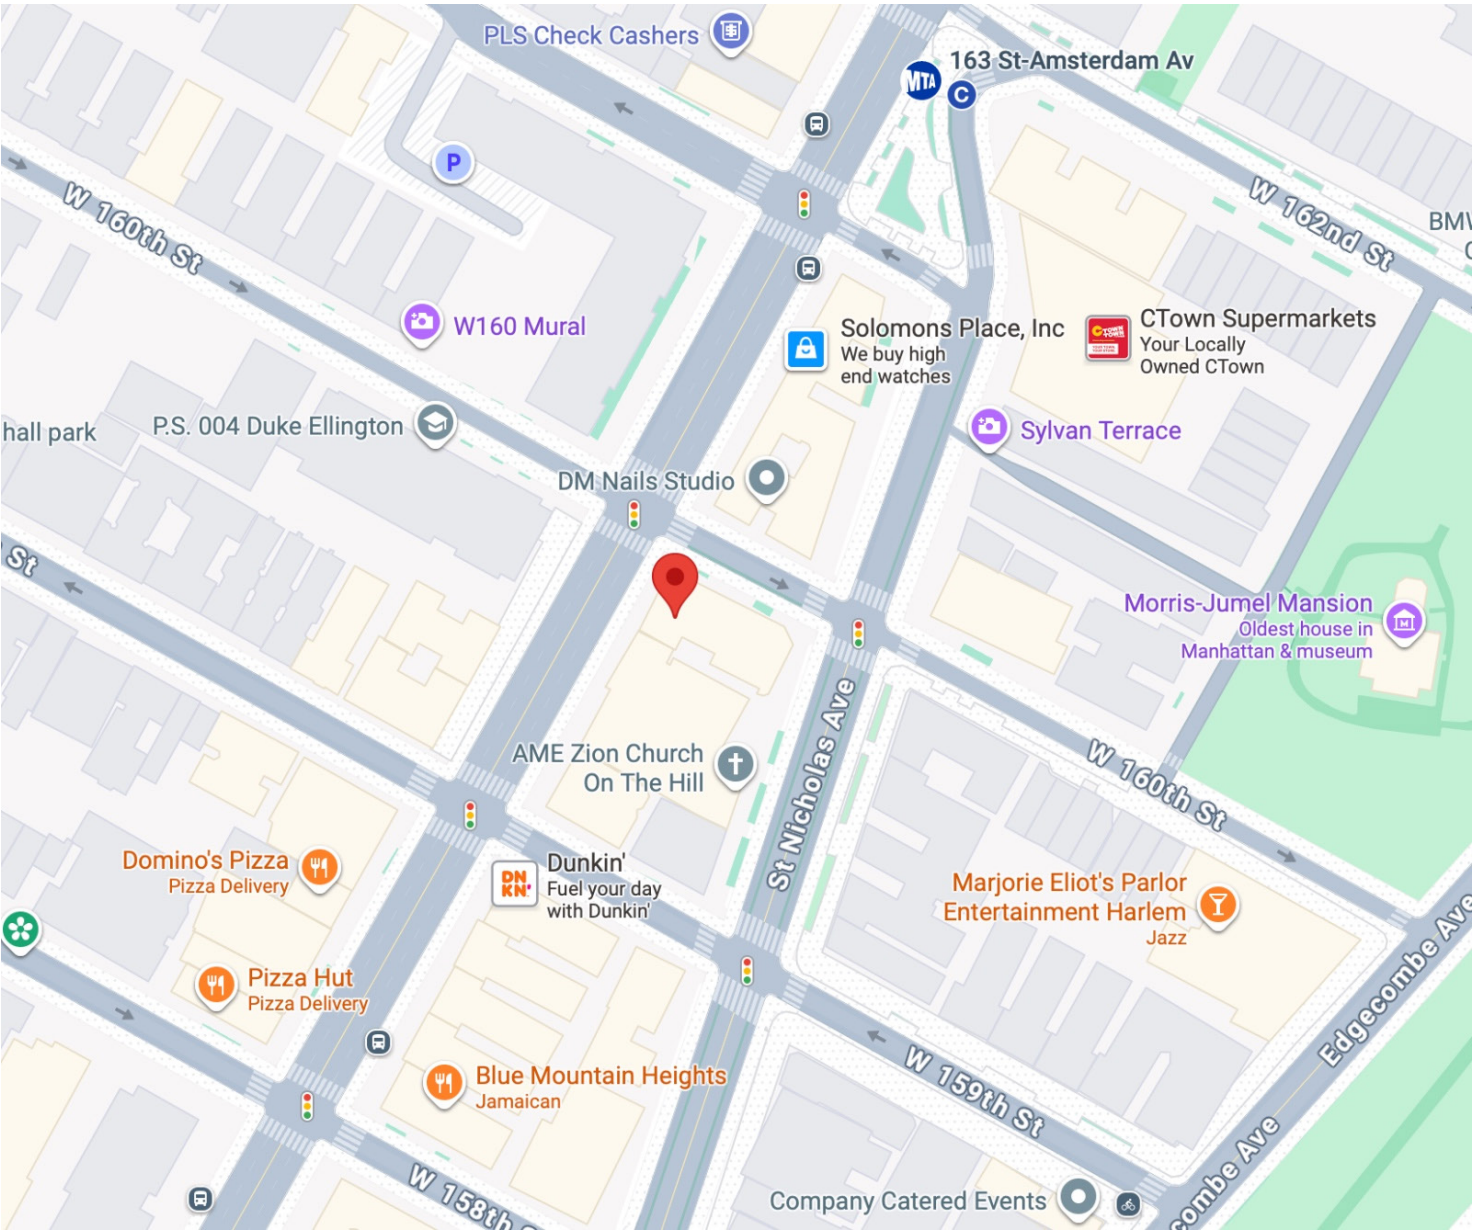 PLS Check Cashers
MTA
163 St-Amsterdam Av
C
P
W 160th St
W 162nd St
BMW
W160 Mural
Solomons Place, Inc
We buy high
end watches
CTOWN
CTown Supermarkets
Your Locally
Owned CTown
hall park
P.S. 004 Duke Ellington
Sylvan Terrace
DM Nails Studio
St
Morris-Jumel Mansion
Oldest house in
Manhattan & museum
M
St Nicholas Ave
AME Zion Church
On The Hill
W 160th St
Domino's Pizza
Pizza Delivery
DN
KN'
Dunkin'
Fuel your day
with Dunkin'
Marjorie Eliot's Parlor
Entertainment Harlem
Jazz
Edgecombe Ave
Pizza Hut
Pizza Delivery
Blue Mountain Heights
Jamaican
W 159th St
W 158th S
Company Catered Events
combe Ave